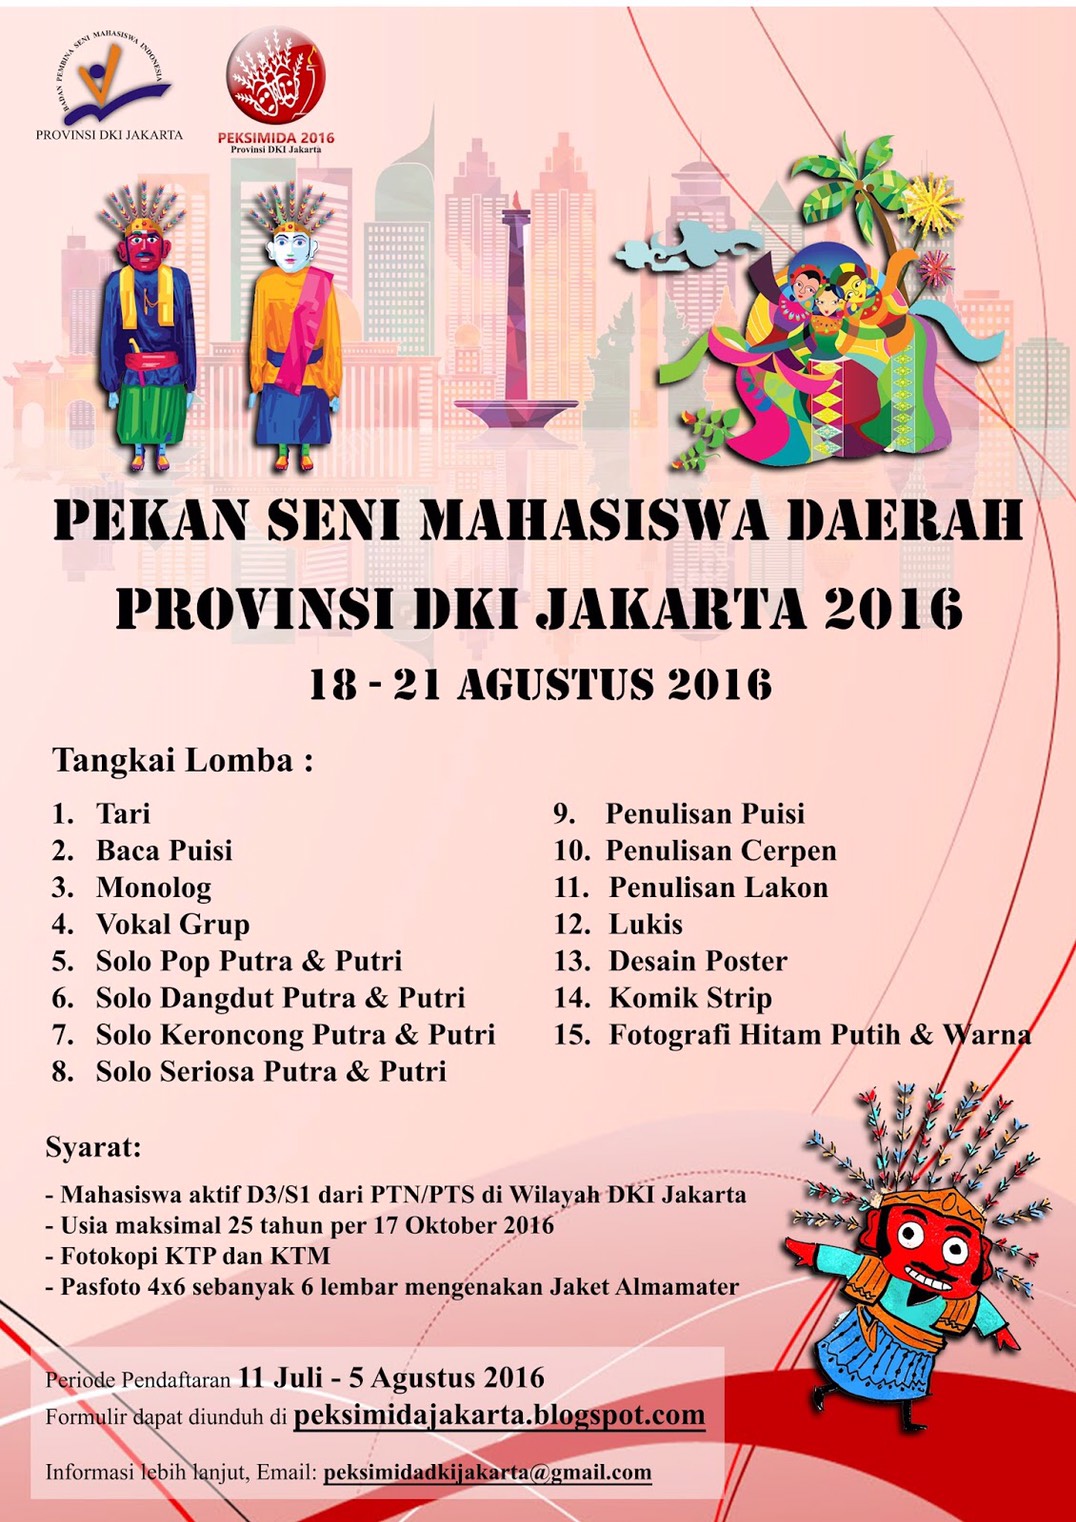 BADAN PEMBINA SENI MAHASISWA INDONESIA
PROVINSI DKI JAKARTA
PEKSIMIDA 2016
Provinsi DKI Jakarta
PEKAN SENI MAHASISWA DAERAH
PROVINSI DKI JAKARTA 2016
18 - 21 AGUSTUS 2016
Tangkai Lomba :
1. Tari
2. Baca Puisi
3. Monolog
4. Vokal Grup
5. Solo Pop Putra & Putri
6. Solo Dangdut Putra & Putri
7. Solo Keroncong Putra & Putri
8. Solo Seriosa Putra & Putri
9. Penulisan Puisi
10. Penulisan Cerpen
11. Penulisan Lakon
12. Lukis
13. Desain Poster
14. Komik Strip
15. Fotografi Hitam Putih & Warna
Syarat:
- Mahasiswa aktif D3/S1 dari PTN/PTS di Wilayah DKI Jakarta
- Usia maksimal 25 tahun per 17 Oktober 2016
- Fotokopi KTP dan KTM
- Pasfoto 4x6 sebanyak 6 lembar mengenakan Jaket Almamater
Periode Pendaftaran 11 Juli - 5 Agustus 2016
Formulir dapat diunduh di peksimidajakarta.blogspot.com
Informasi lebih lanjut, Email: peksimidadkijakarta@gmail.com